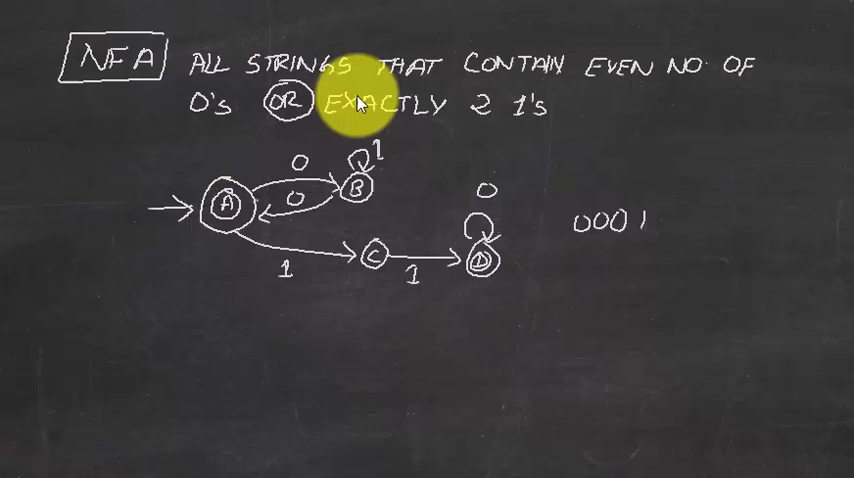 NFA ALL STRINGS THAT CONTAIN EVEN NO. OF
0's OR EXACTLY 2 1's
0 1
A 0 B 0
0001
1 C 1 D